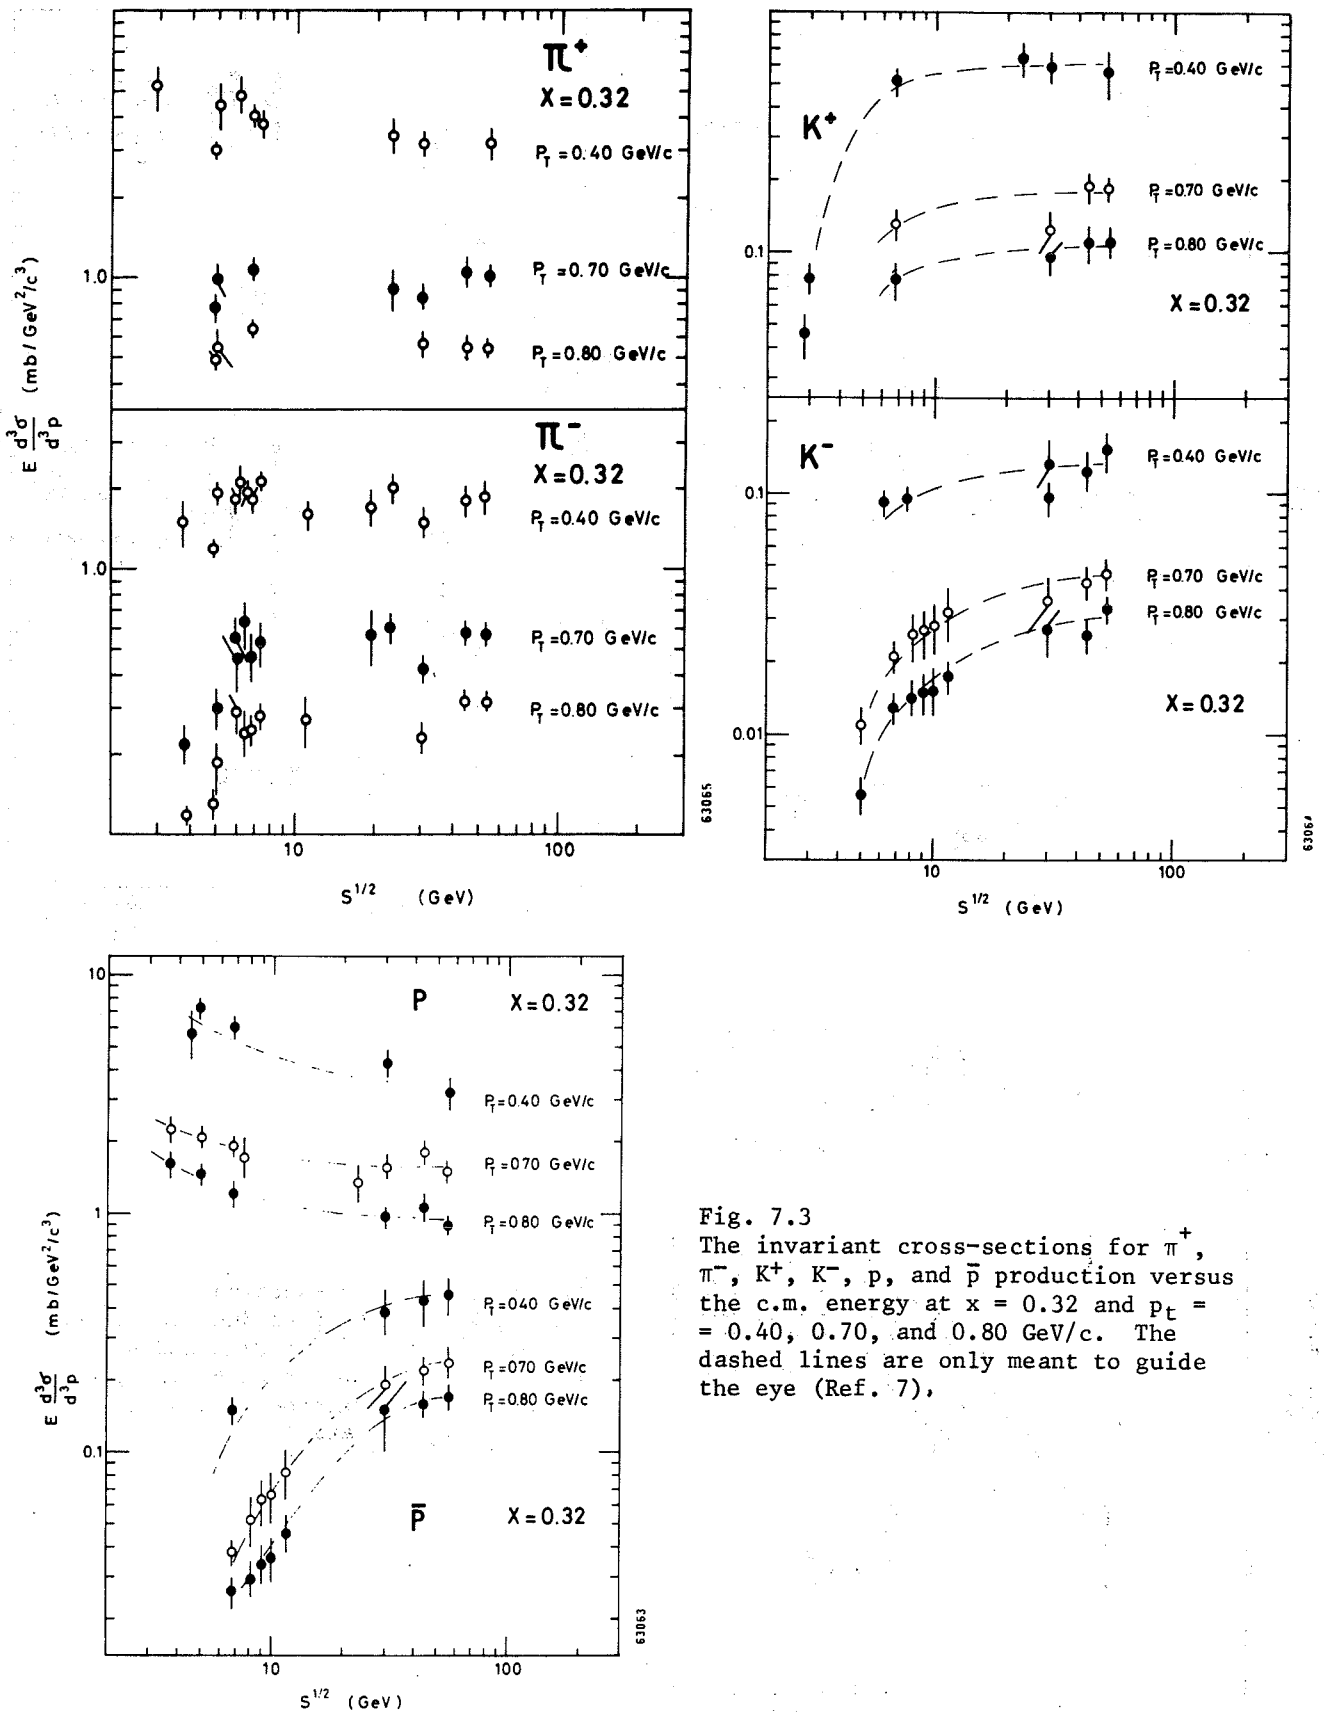 π⁺
X=0.32
P_T = 0.40 GeV/c
P_T = 0.70 GeV/c
P_T=0.80 GeV/c
1.0
E d³σ/d³p (mb/GeV²/c³)
π⁻
X=0.32
P_T=0.40 GeV/c
P_T=0.70 GeV/c
P_T=0.80 GeV/c
1.0
10
100
S^1/2 (GeV)
63065
K⁺
P_T=0.40 GeV/c
P_T=0.70 GeV/c
P_T=0.80 GeV/c
0.1
X=0.32
K⁻
P_T=0.40 GeV/c
0.1
P_T=0.70 GeV/c
P_T=0.80 GeV/c
X=0.32
0.01
10
100
S^1/2 (GeV)
10
P
X=0.32
P_T=0.40 GeV/c
P_T=070 GeV/c
1
P_T=0.80 GeV/c
P_T=040 GeV/c
P_T=070 GeV/c
P_T=0.80 GeV/c
0.1
E d³σ/d³p (mb/GeV²/c³)
P̄
X=0.32
10
100
S^1/2 (GeV)
63063
Fig. 7.3
The invariant cross-sections for π⁺,
π⁻, K⁺, K⁻, p, and p̄ production versus
the c.m. energy at x = 0.32 and p_t =
= 0.40, 0.70, and 0.80 GeV/c. The
dashed lines are only meant to guide
the eye (Ref. 7).